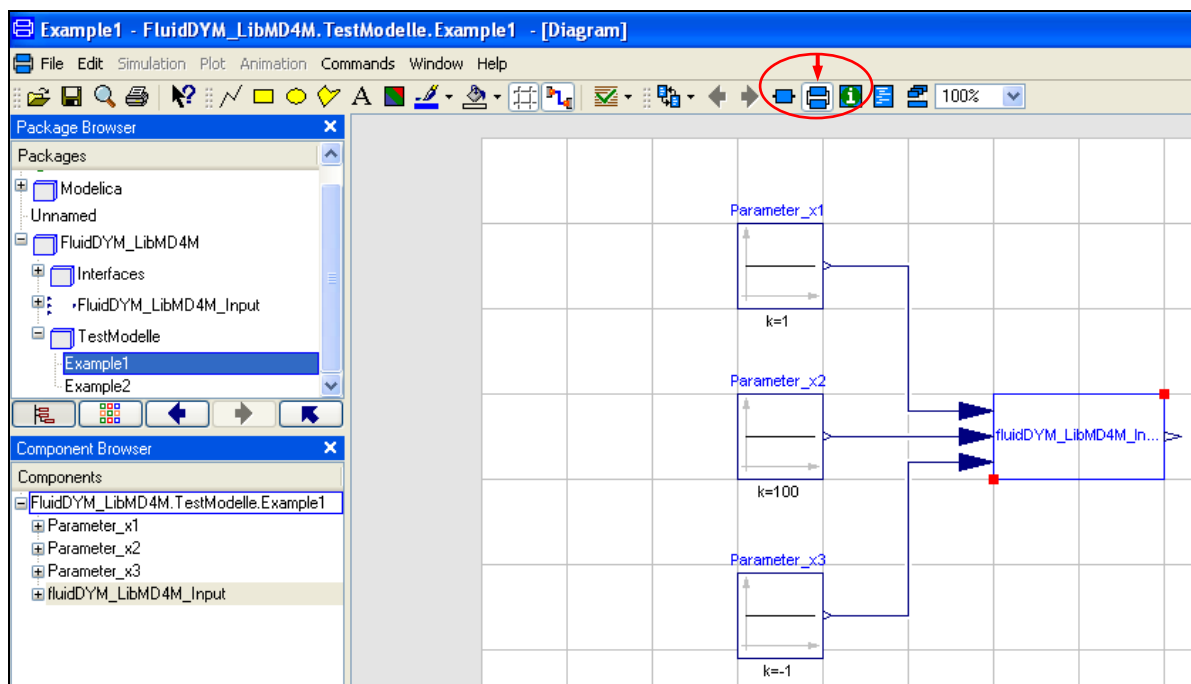 Example1 - FluidDYM_LibMD4M.TestModelle.Example1 - [Diagram]
File Edit Simulation Plot Animation Commands Window Help
A
100%
Package Browser
Packages
Modelica
Unnamed
FluidDYM_LibMD4M
Interfaces
FluidDYM_LibMD4M_Input
TestModelle
Example1
Example2
Component Browser
Components
FluidDYM_LibMD4M.TestModelle.Example1
Parameter_x1
Parameter_x2
Parameter_x3
fluidDYM_LibMD4M_Input
Parameter_x1
k=1
Parameter_x2
k=100
Parameter_x3
k=-1
fluidDYM_LibMD4M_In...